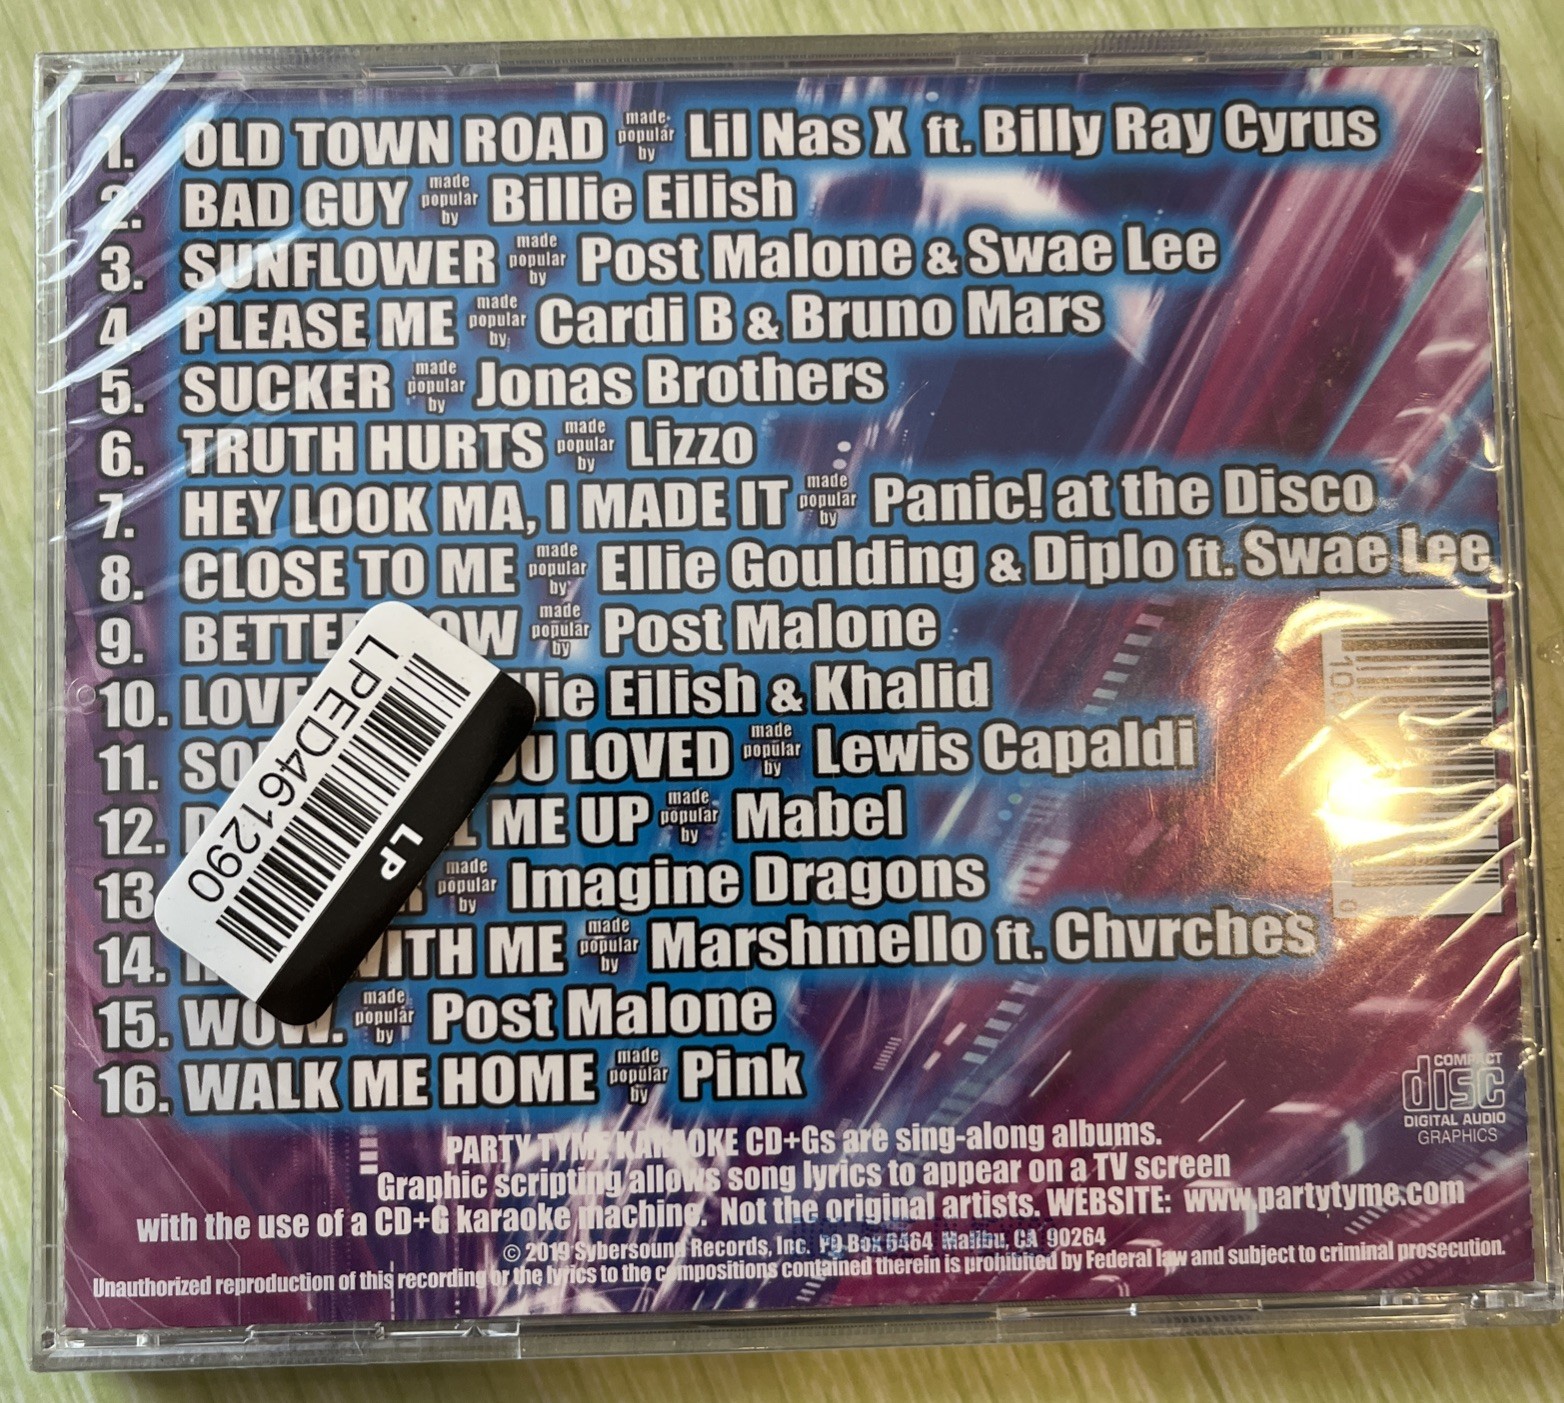 1. OLD TOWN ROAD made popular by Lil Nas X ft. Billy Ray Cyrus
2. BAD GUY made popular by Billie Eilish
3. SUNFLOWER made popular by Post Malone & Swae Lee
4. PLEASE ME made popular by Cardi B & Bruno Mars
5. SUCKER made popular by Jonas Brothers
6. TRUTH HURTS made popular by Lizzo
7. HEY LOOK MA, I MADE IT made popular by Panic! at the Disco
8. CLOSE TO ME made popular by Ellie Goulding & Diplo ft. Swae Lee
9. made popular by Post Malone
10. Eilish & Khalid
11. LOVED made popular by Lewis Capaldi
12. ME UP made popular by Mabel
13 made popular by Imagine Dragons
14. WITH ME made popular by Marshmello ft. Chvrches
15. WOW. made popular by Post Malone
16. WALK ME HOME made popular by Pink
LPED461290
LP
COMPACT
disc
DIGITAL AUDIO
GRAPHICS
PARTY TYME KARAOKE CD+Gs are sing-along albums.
Graphic scripting allows song lyrics to appear on a TV screen
with the use of a CD+G karaoke machine. Not the original artists. WEBSITE: www.partytyme.com
© 2019 Sybersound Records, Inc. PO Box 6464 Malibu, CA 90264
Unauthorized reproduction of this recording or the lyrics to the compositions contained therein is prohibited by Federal law and subject to criminal prosecution.